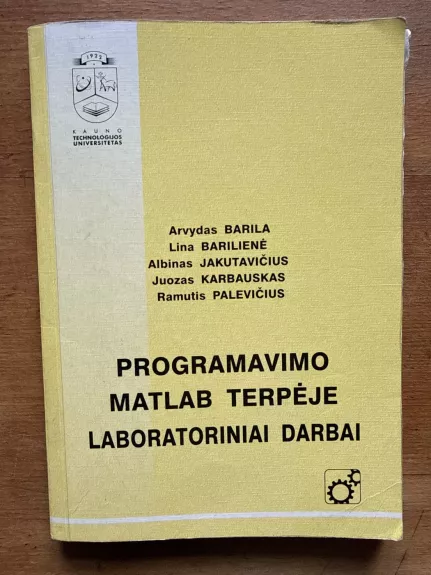 1922
KAUNO
TECHNOLOGIJOS
UNIVERSITETAS
Arvydas BARILA
Lina BARILIENĖ
Albinas JAKUTAVIČIUS
Juozas KARBAUSKAS
Ramutis PALEVIČIUS
PROGRAMAVIMO
MATLAB TERPĖJE
LABORATORINIAI DARBAI